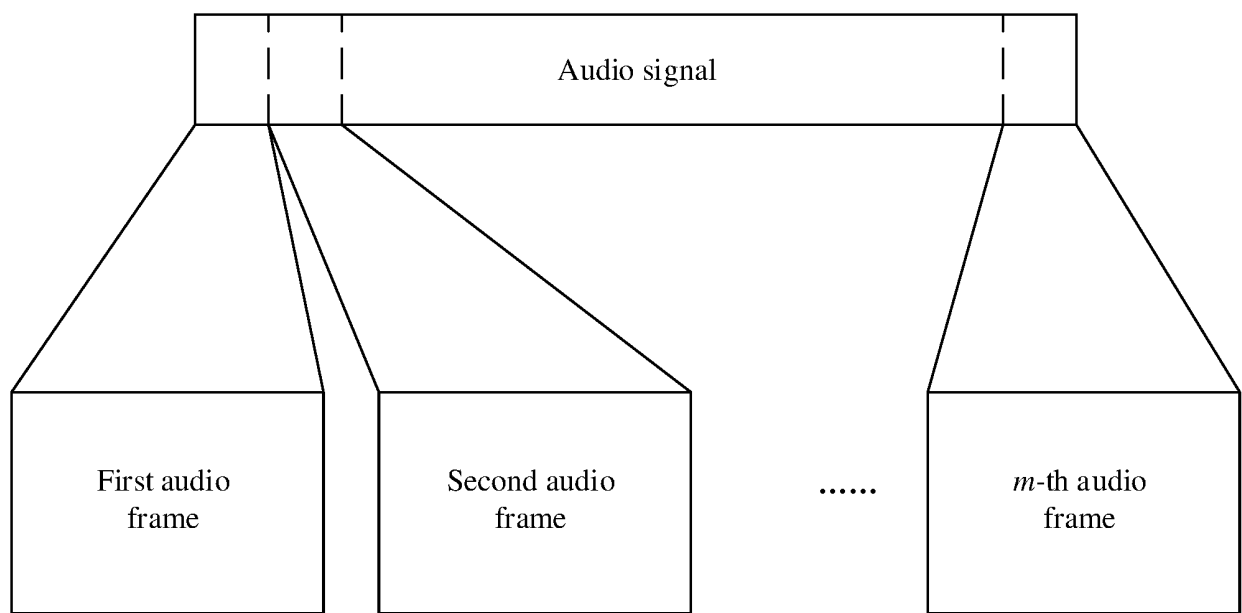 Audio signal
First audio
frame
Second audio
frame
......
m-th audio
frame